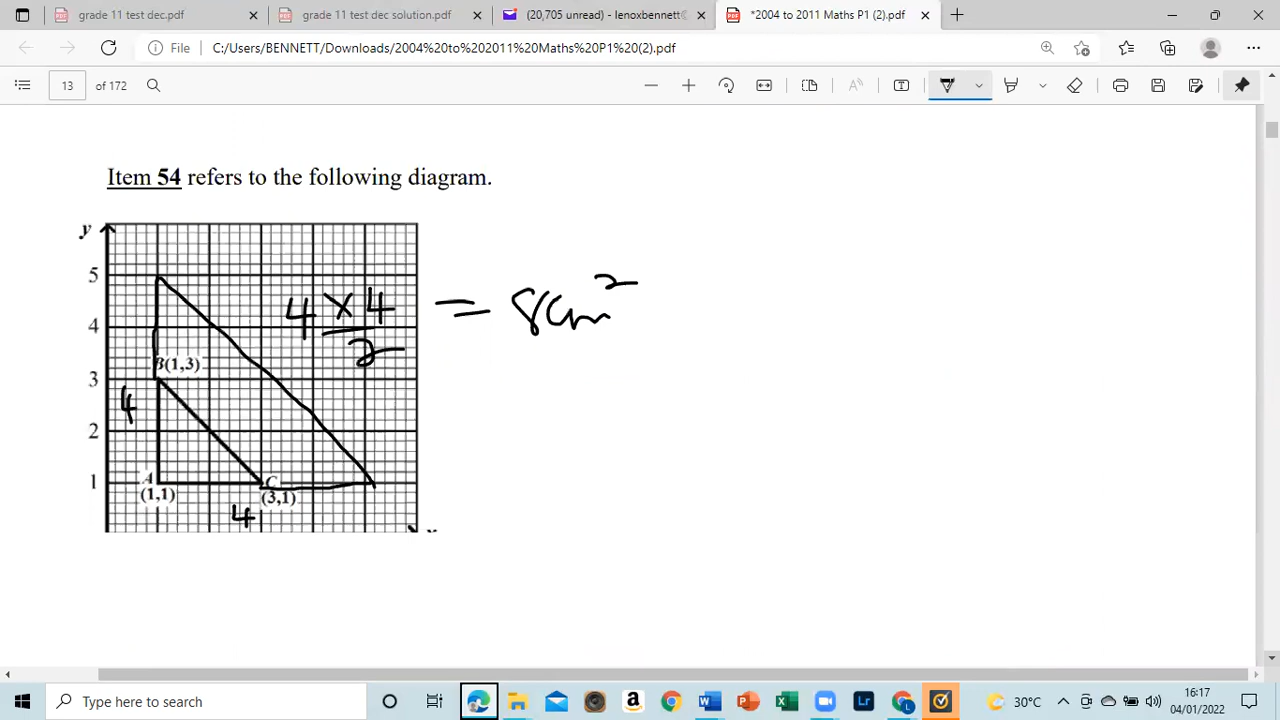 grade 11 test dec.pdf
grade 11 test dec solution.pdf
(20,705 unread) - lenoxbennett
*2004 to 2011 Maths P1 (2).pdf
File
C:/Users/BENNETT/Downloads/2004%20to%202011%20Maths%20P1%20(2).pdf
13 of 172
Item 54 refers to the following diagram.
y
5
4 × 4 = 8cm²
2
4
B(1,3)
3
4
2
1
A
(1,1)
C
(3,1)
4
x
Type here to search
30°C
16:17
04/01/2022